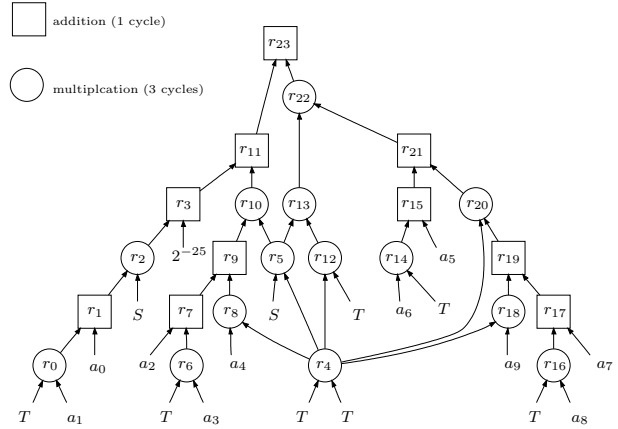 addition (1 cycle)
r23
multiplcation (3 cycles)
r22
r11
r21
r3
r10
r13
r15
r20
r2
2^{-25}
r9
r5
r12
r14
a5
r19
r1
S
r7
r8
S
T
a6
T
r18
r17
r0
a0
a2
r6
a4
r4
a9
r16
a7
T
a1
T
a3
T
T
T
a8